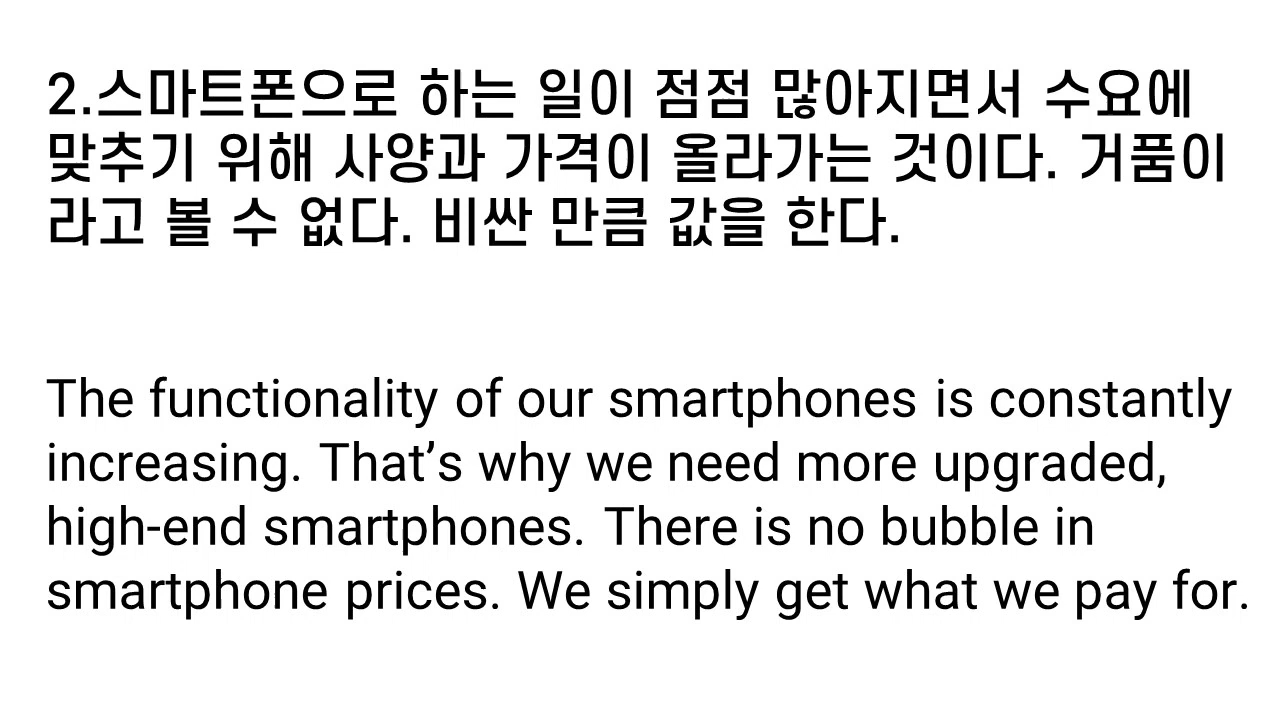 2.스마트폰으로 하는 일이 점점 많아지면서 수요에
맞추기 위해 사양과 가격이 올라가는 것이다. 거품이
라고 볼 수 없다. 비싼 만큼 값을 한다.
The functionality of our smartphones is constantly
increasing. That’s why we need more upgraded,
high-end smartphones. There is no bubble in
smartphone prices. We simply get what we pay for.